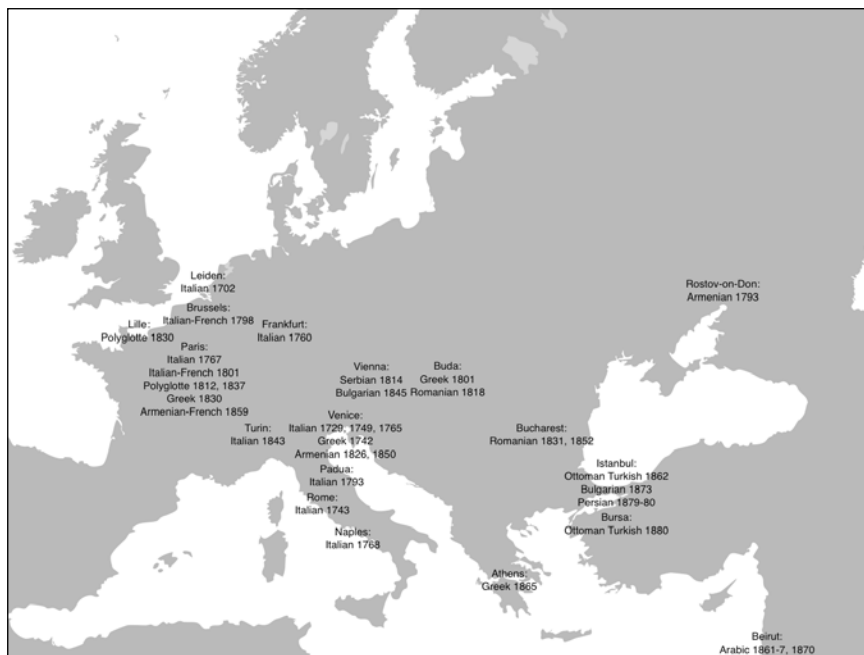 Leiden:
Italian 1702
Rostov-on-Don:
Armenian 1793
Brussels:
Italian-French 1798
Lille:
Polyglotte 1830
Frankfurt:
Italian 1760
Paris:
Italian 1767
Italian-French 1801
Polyglotte 1812, 1837
Greek 1830
Armenian-French 1859
Vienna:
Serbian 1814
Bulgarian 1845
Buda:
Greek 1801
Romanian 1818
Turin:
Italian 1843
Venice:
Italian 1729, 1749, 1765
Greek 1742
Armenian 1826, 1850
Bucharest:
Romanian 1831, 1852
Padua:
Italian 1793
Istanbul:
Ottoman Turkish 1862
Bulgarian 1873
Persian 1879-80
Rome:
Italian 1743
Bursa:
Ottoman Turkish 1880
Naples:
Italian 1768
Athens:
Greek 1865
Beirut:
Arabic 1861-7, 1870